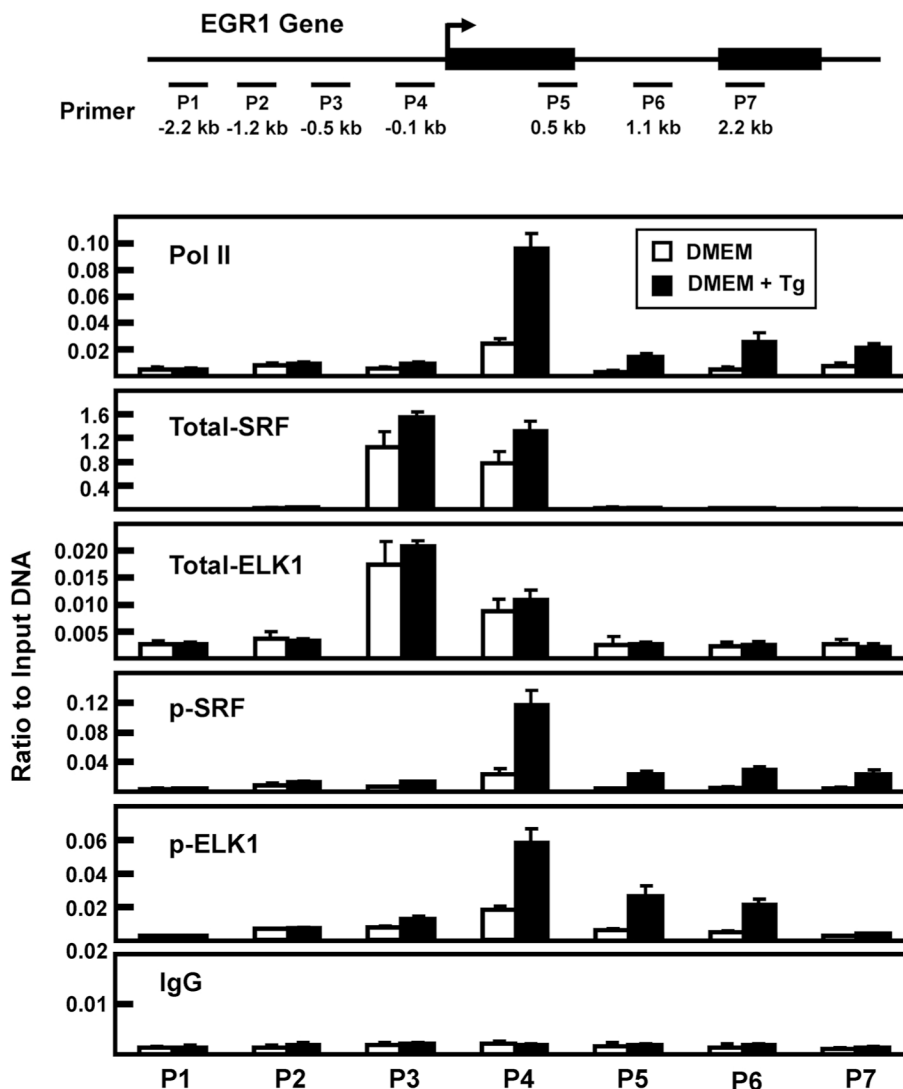 EGR1 Gene
Primer
P1 P2 P3 P4 P5 P6 P7
-2.2 kb -1.2 kb -0.5 kb -0.1 kb 0.5 kb 1.1 kb 2.2 kb
Ratio to Input DNA
Pol II
DMEM
DMEM + Tg
0.10
0.08
0.06
0.04
0.02
Total-SRF
1.6
1.2
0.8
0.4
Total-ELK1
0.020
0.015
0.010
0.005
p-SRF
0.12
0.08
0.04
p-ELK1
0.06
0.04
0.02
IgG
0.02
0.01
P1 P2 P3 P4 P5 P6 P7